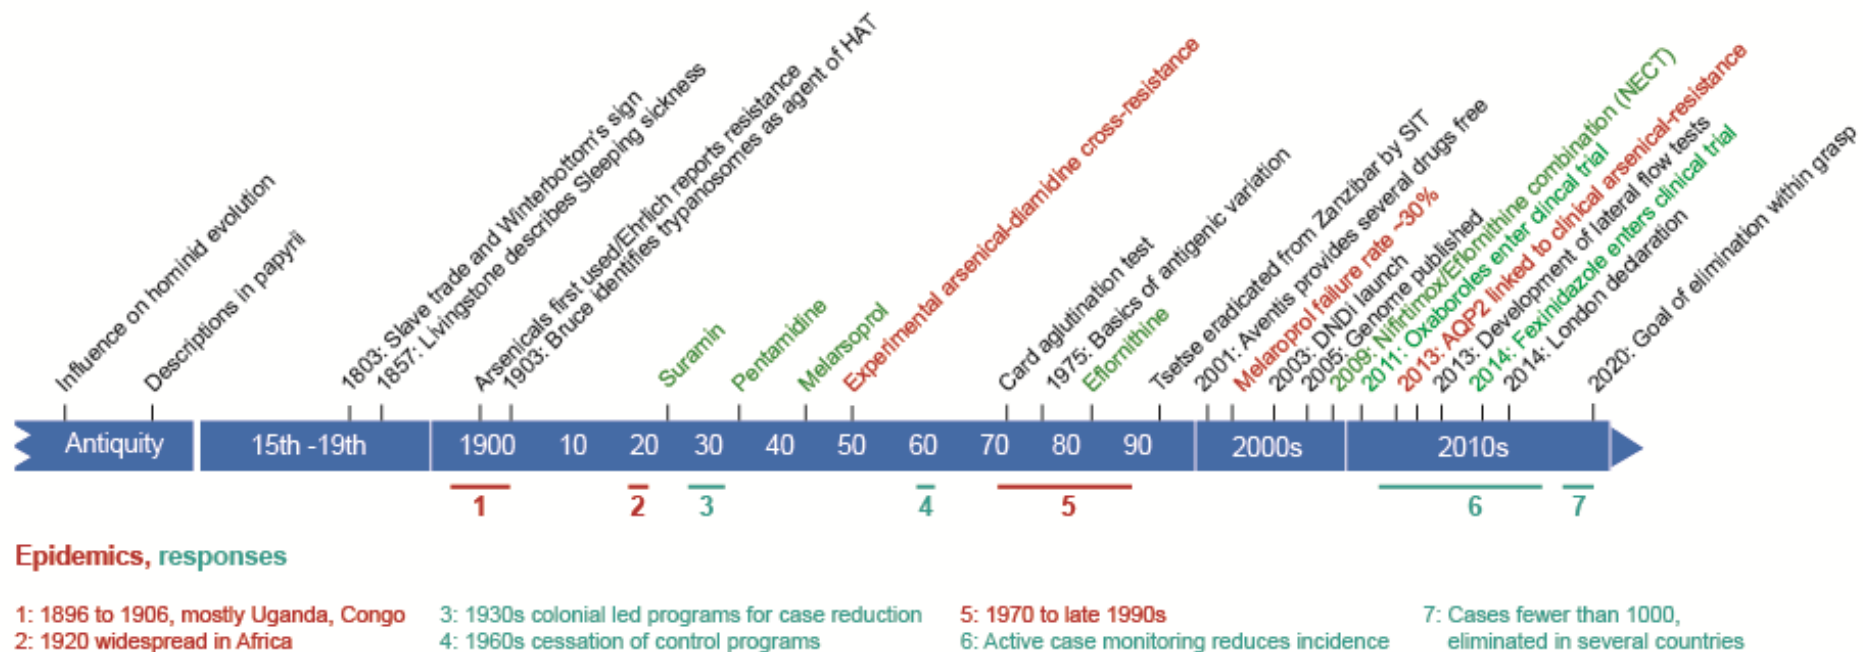 Influence on hominid evolution
Descriptions in papyrii
1803: Slave trade and Winterbottom's sign
1857: Livingstone describes Sleeping sickness
Arsenicals first used/Ehrlich reports resistance
1903: Bruce identifies trypanosomes as agent of HAT
Suramin
Pentamidine
Melarsoprol
Experimental arsenical-diamidine cross-resistance
Card aglutination test
1975: Basics of antigenic variation
Eflornithine
Tsetse eradicated from Zanzibar by SIT
2001: Aventis provides several drugs free
Melaroprol failure rate ~30%
2003: DNDi launch
2005: Genome published
2009: Nifirtimox/Eflornithine combination (NECT)
2011: Oxaboroles enter clincal trial
2013: AQP2 linked to clinical arsenical-resistance
2013: Development of lateral flow tests
2014: Fexinidazole enters clinical trial
2014: London declaration
2020: Goal of elimination within grasp
Antiquity 15th -19th 1900 10 20 30 40 50 60 70 80 90 2000s 2010s
1 2 3 4 5 6 7
Epidemics, responses
1: 1896 to 1906, mostly Uganda, Congo
2: 1920 widespread in Africa
3: 1930s colonial led programs for case reduction
4: 1960s cessation of control programs
5: 1970 to late 1990s
6: Active case monitoring reduces incidence
7: Cases fewer than 1000,
eliminated in several countries